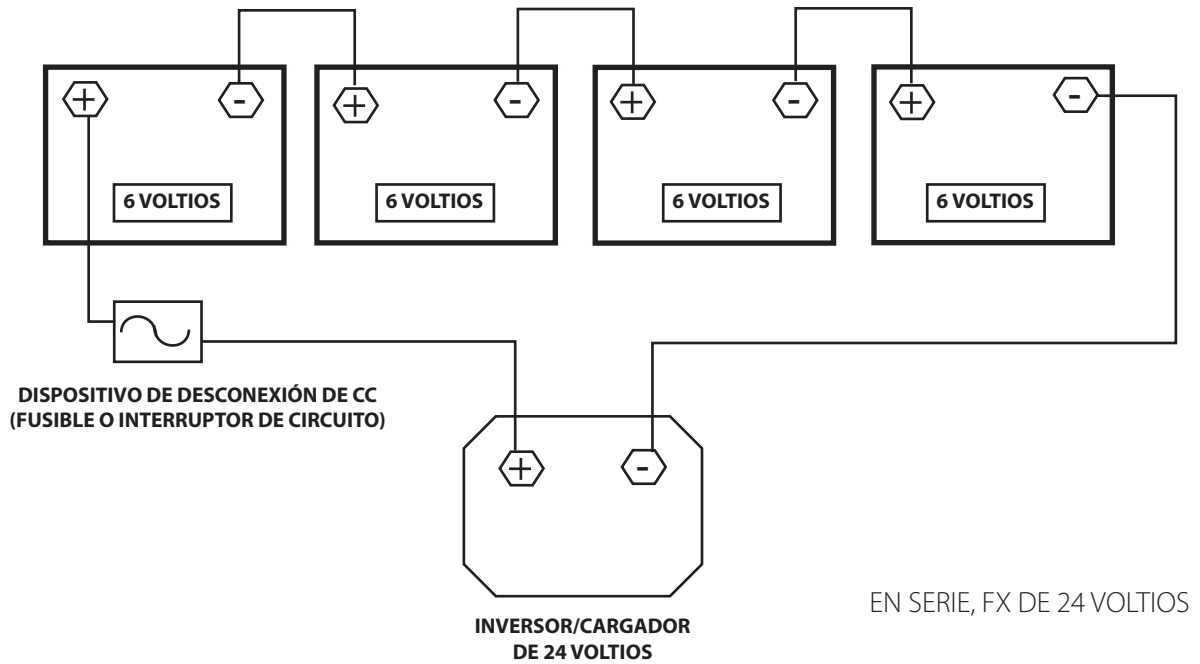 + - + - + - + -
6 VOLTIOS 6 VOLTIOS 6 VOLTIOS 6 VOLTIOS
DISPOSITIVO DE DESCONEXIÓN DE CC
(FUSIBLE O INTERRUPTOR DE CIRCUITO)
+ -
EN SERIE, FX DE 24 VOLTIOS
INVERSOR/CARGADOR
DE 24 VOLTIOS